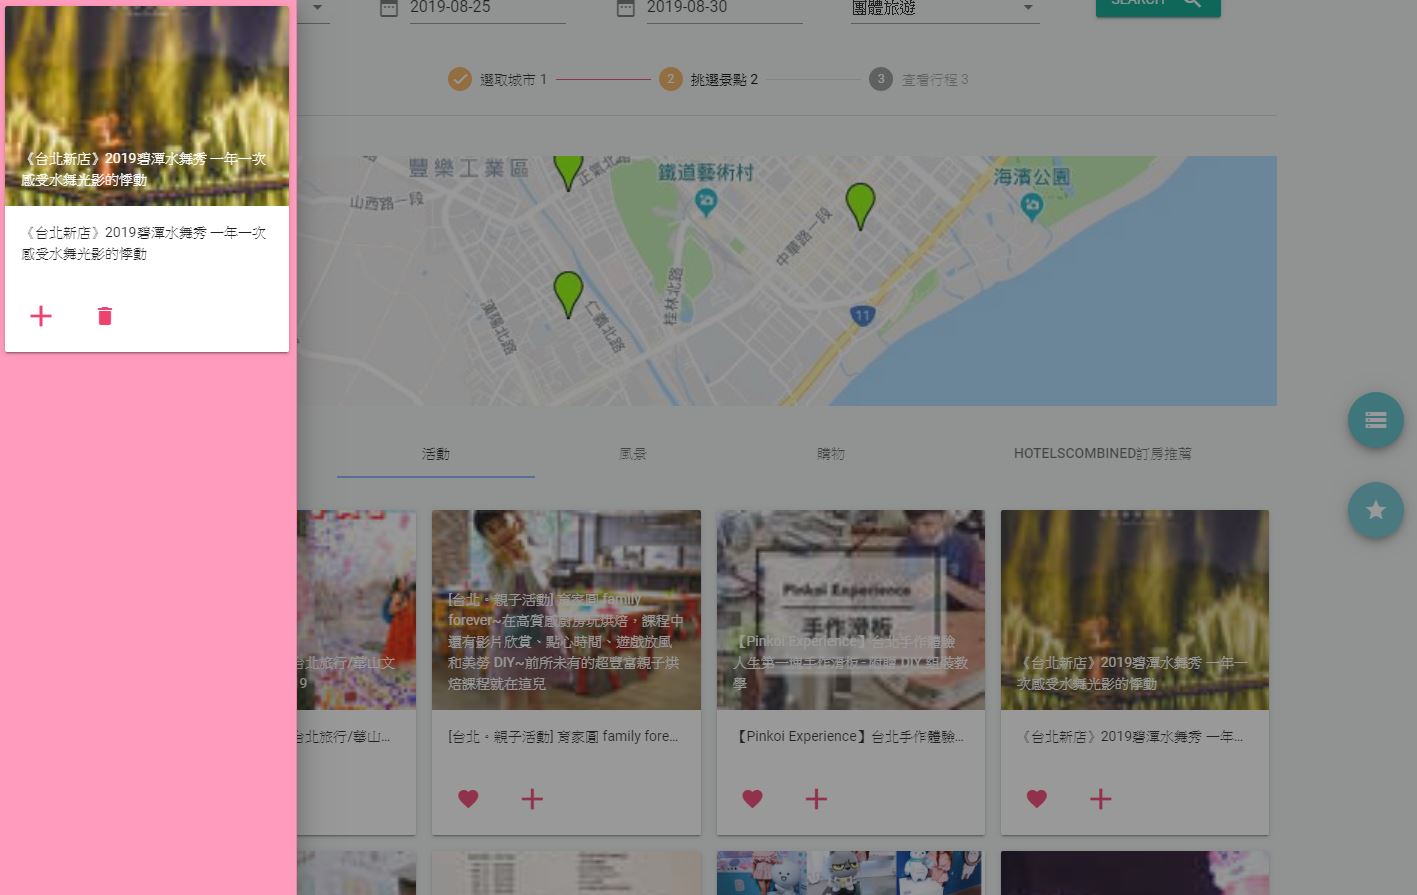 2019-08-25
2019-08-30
團體旅遊
SEARCH
選取城市 1
2
挑選景點 2
3
查看行程 3
《台北新店》2019碧潭水舞秀 一年一次
感受水舞光影的悸動
《台北新店》2019碧潭水舞秀 一年一次
感受水舞光影的悸動
豐樂工業區
正氣北路
鐵道藝術村
海濱公園
山西路一段
中華路一段
桂林北路
漢陽北路
仁義北路
11
活動
風景
購物
HOTELSCOMBINED訂房推薦
台北旅行/華山文
9
台北旅行/華山...
[台北。親子活動] 育家園 family
forever~在高質感廚房玩烘焙，課程中
還有影片欣賞、點心時間、遊戲放風
和美勞 DIY~前所未有的超豐富親子烘
焙課程就在這兒
[台北。親子活動] 育家園 family fore...
Pinkoi Experience
手作滑板
【Pinkoi Experience】台北手作體驗
人生第一塊手作滑板 - 附贈 DIY 組裝教
學
【Pinkoi Experience】台北手作體驗...
《台北新店》2019碧潭水舞秀 一年一
次感受水舞光影的悸動
《台北新店》2019碧潭水舞秀 一年...